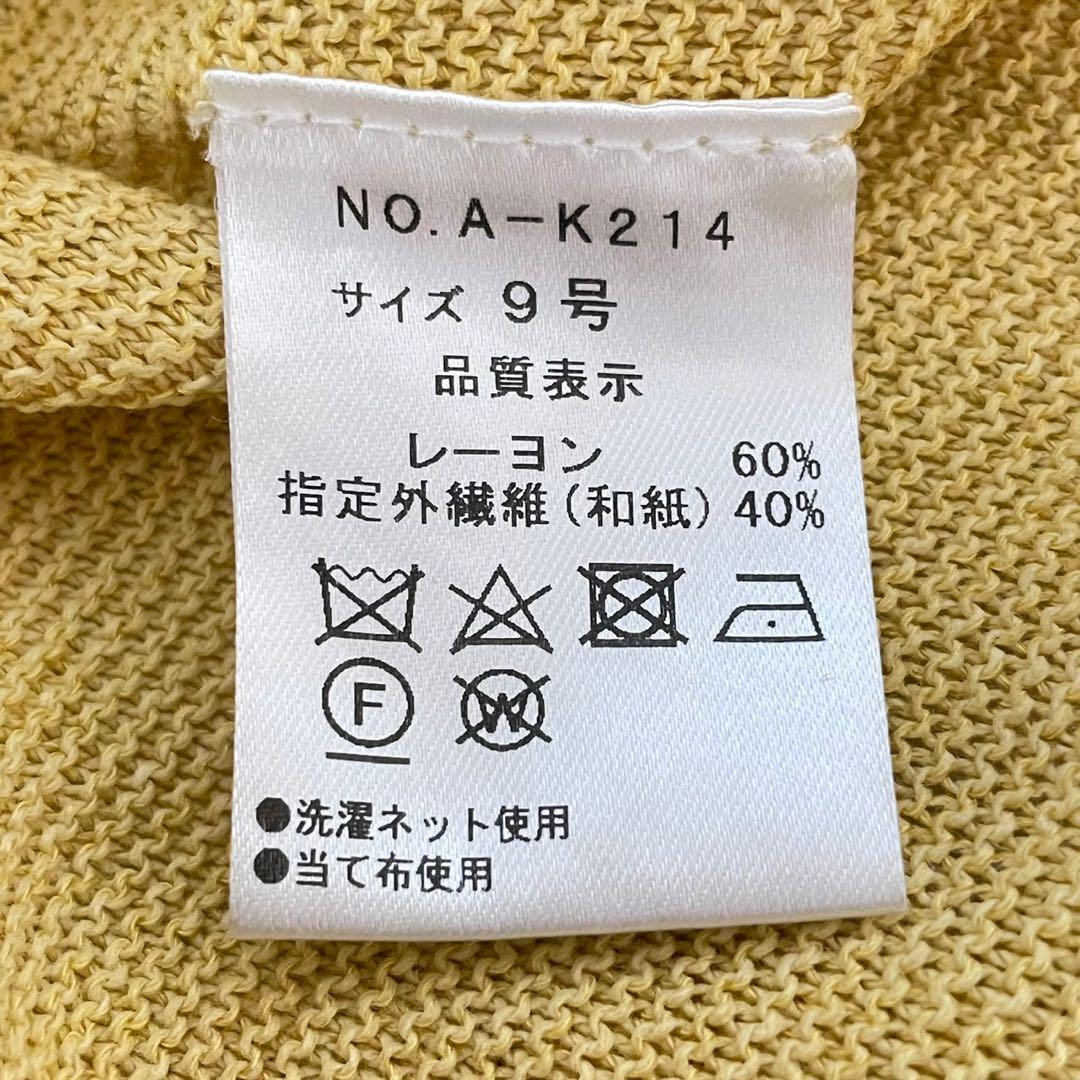 NO.A-K214
サイズ 9号
品質表示
レーヨン 60%
指定外繊維(和紙) 40%
F W
●洗濯ネット使用
●当て布使用